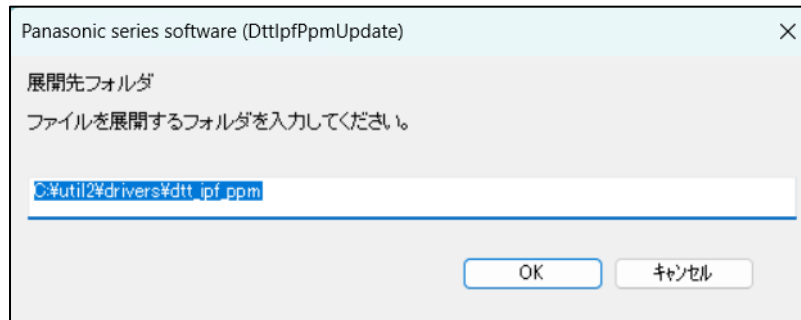 Panasonic series software (DttIpfPpmUpdate)
展開先フォルダ
ファイルを展開するフォルダを入力してください。
C:¥util2¥drivers¥dtt_ipf_ppm
OK
キャンセル